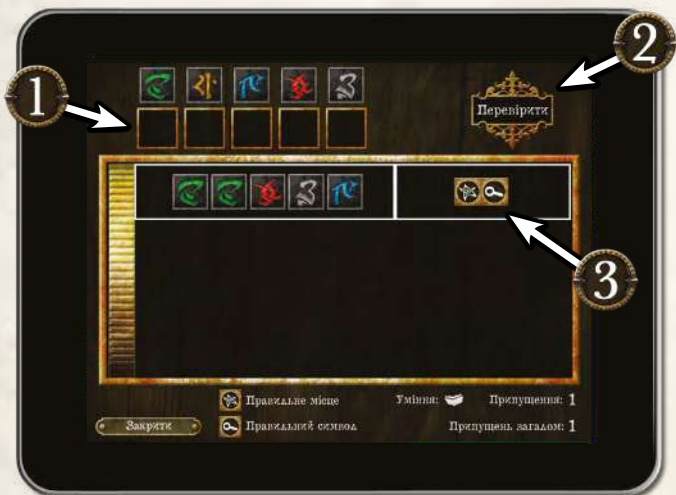 1
2
Перевірити
3
Правильне місце
Уміння:
Припущення: 1
Закрити
Правильний символ
Припущень загалом: 1